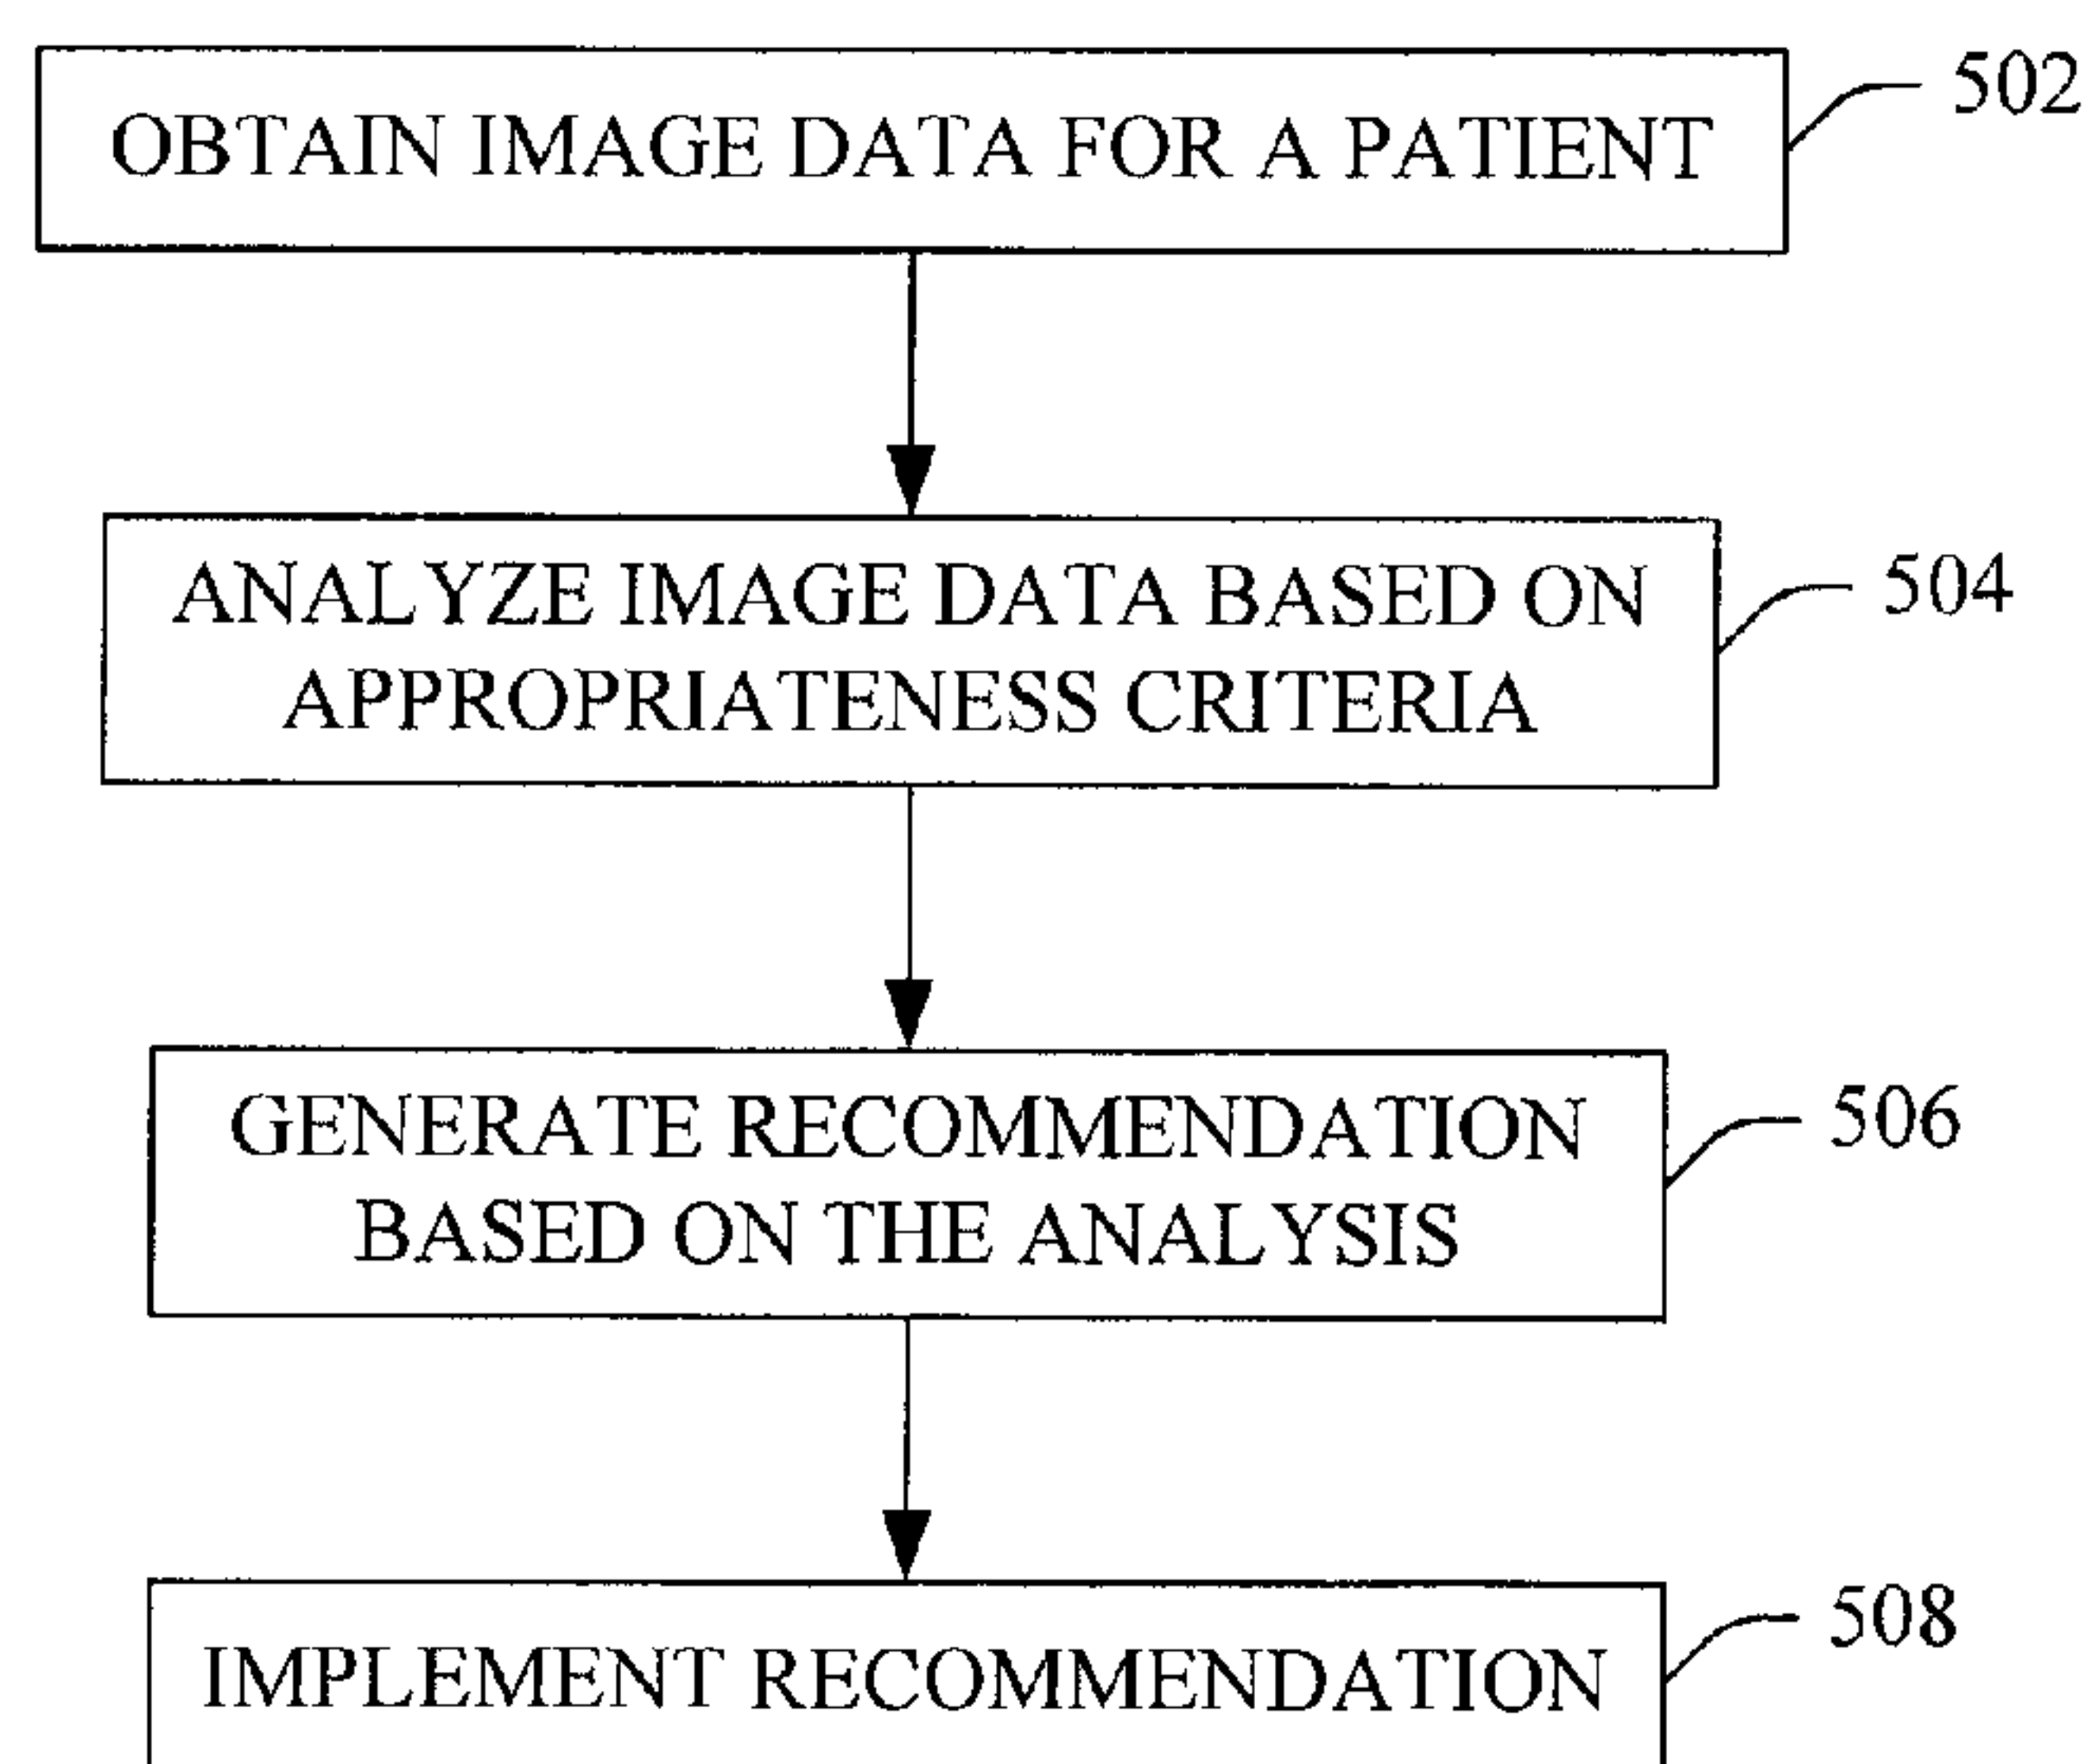 OBTAIN IMAGE DATA FOR A PATIENT
502
ANALYZE IMAGE DATA BASED ON
APPROPRIATENESS CRITERIA
504
GENERATE RECOMMENDATION
BASED ON THE ANALYSIS
506
IMPLEMENT RECOMMENDATION
508